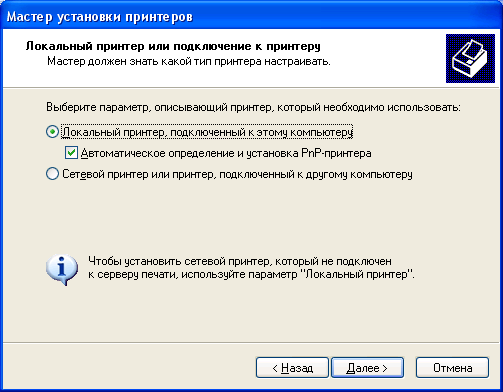 Мастер установки принтеров
Локальный принтер или подключение к принтеру
Мастер должен знать какой тип принтера настраивать.
Выберите параметр, описывающий принтер, который необходимо использовать:
Локальный принтер, подключенный к этому компьютеру
Автоматическое определение и установка PnP-принтера
Сетевой принтер или принтер, подключенный к другому компьютеру
Чтобы установить сетевой принтер, который не подключен
к серверу печати, используйте параметр "Локальный принтер".
< Назад
Далее >
Отмена